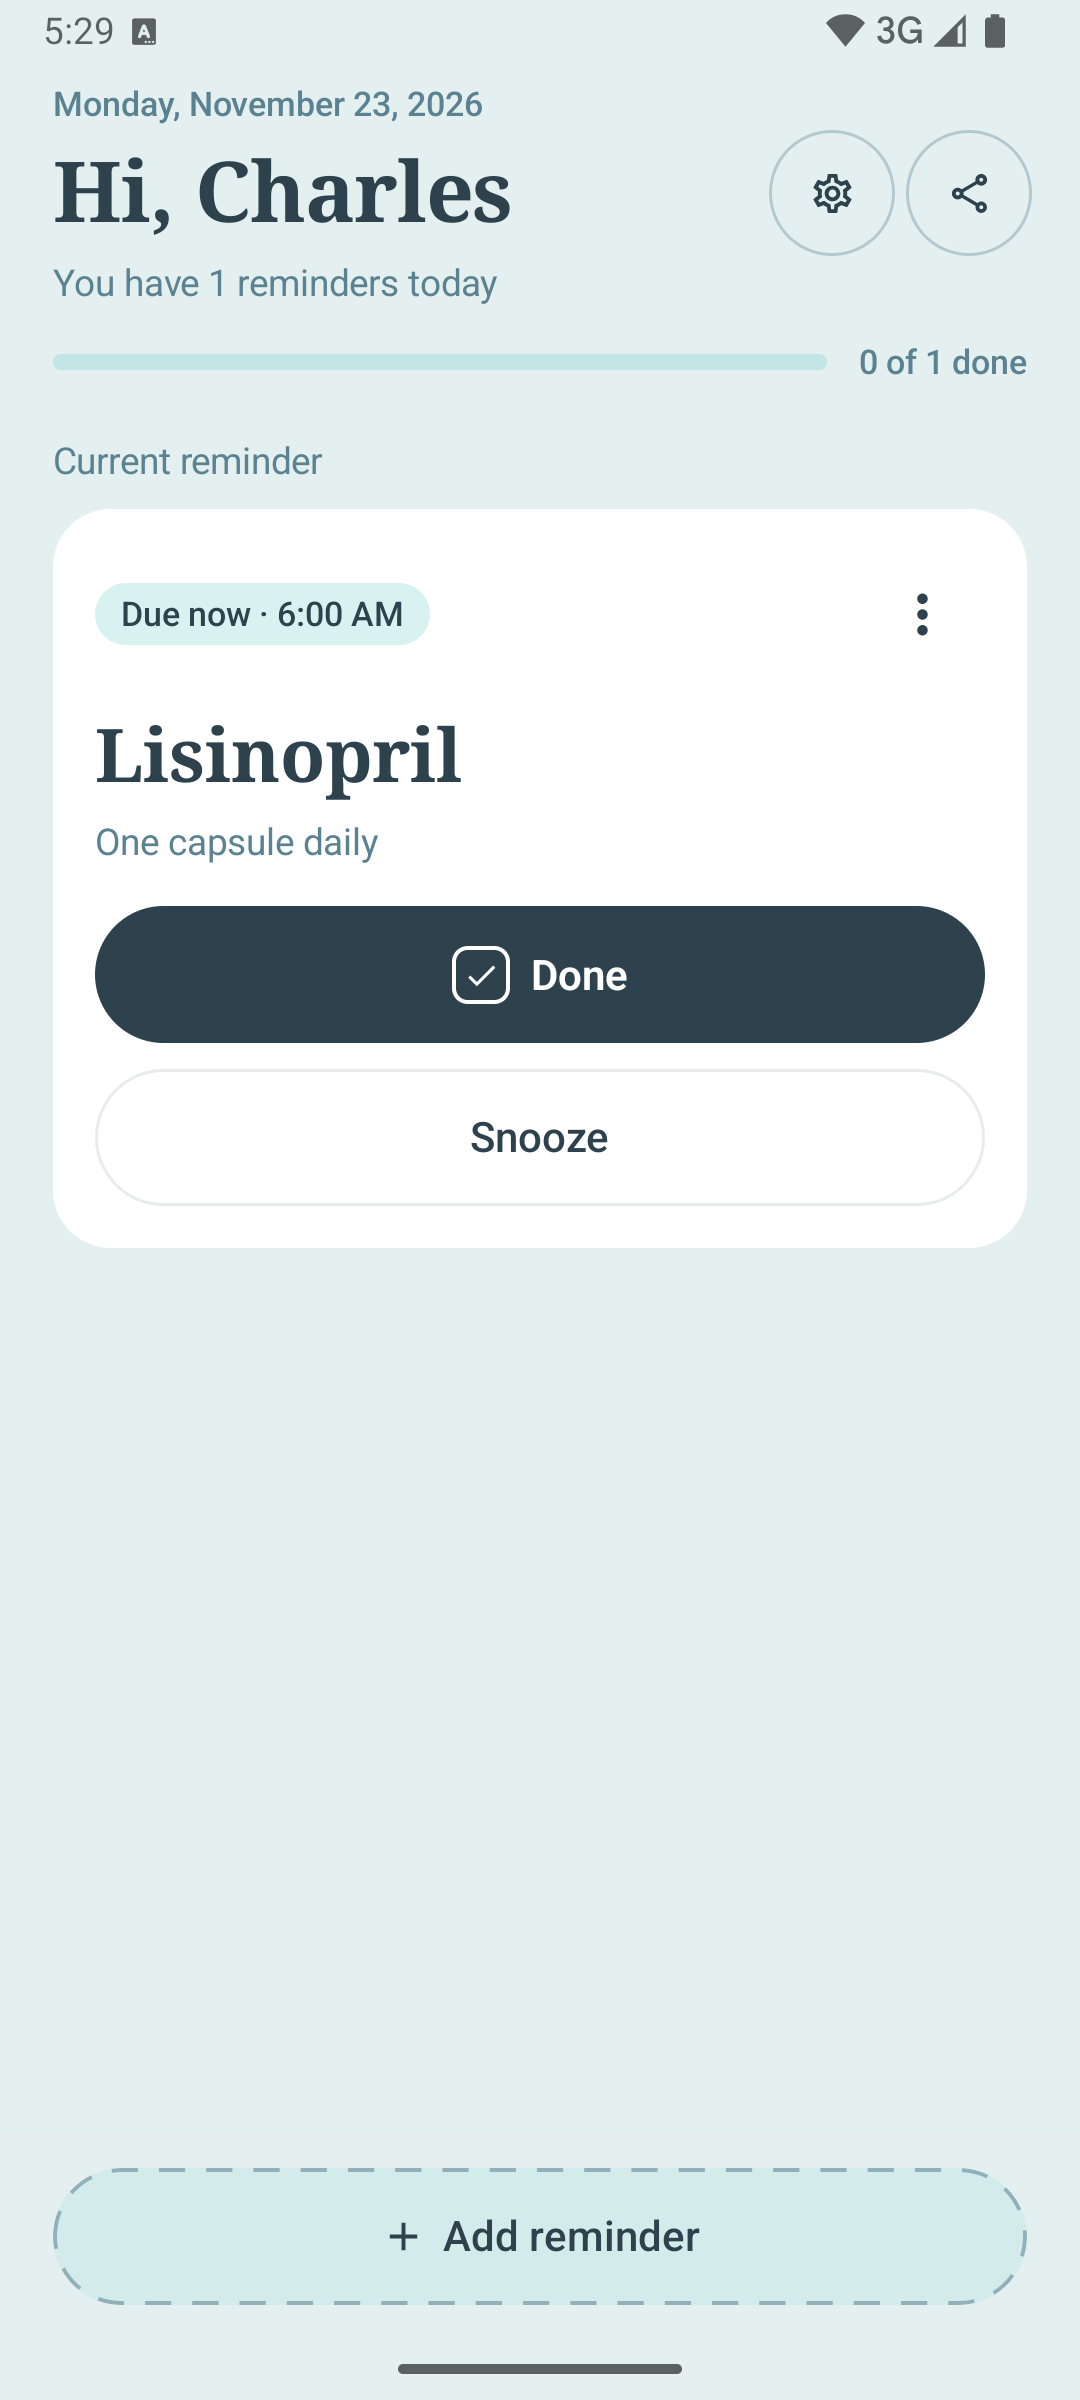 5:29
3G
Monday, November 23, 2026
Hi, Charles
You have 1 reminders today
0 of 1 done
Current reminder
Due now · 6:00 AM
Lisinopril
One capsule daily
Done
Snooze
+ Add reminder